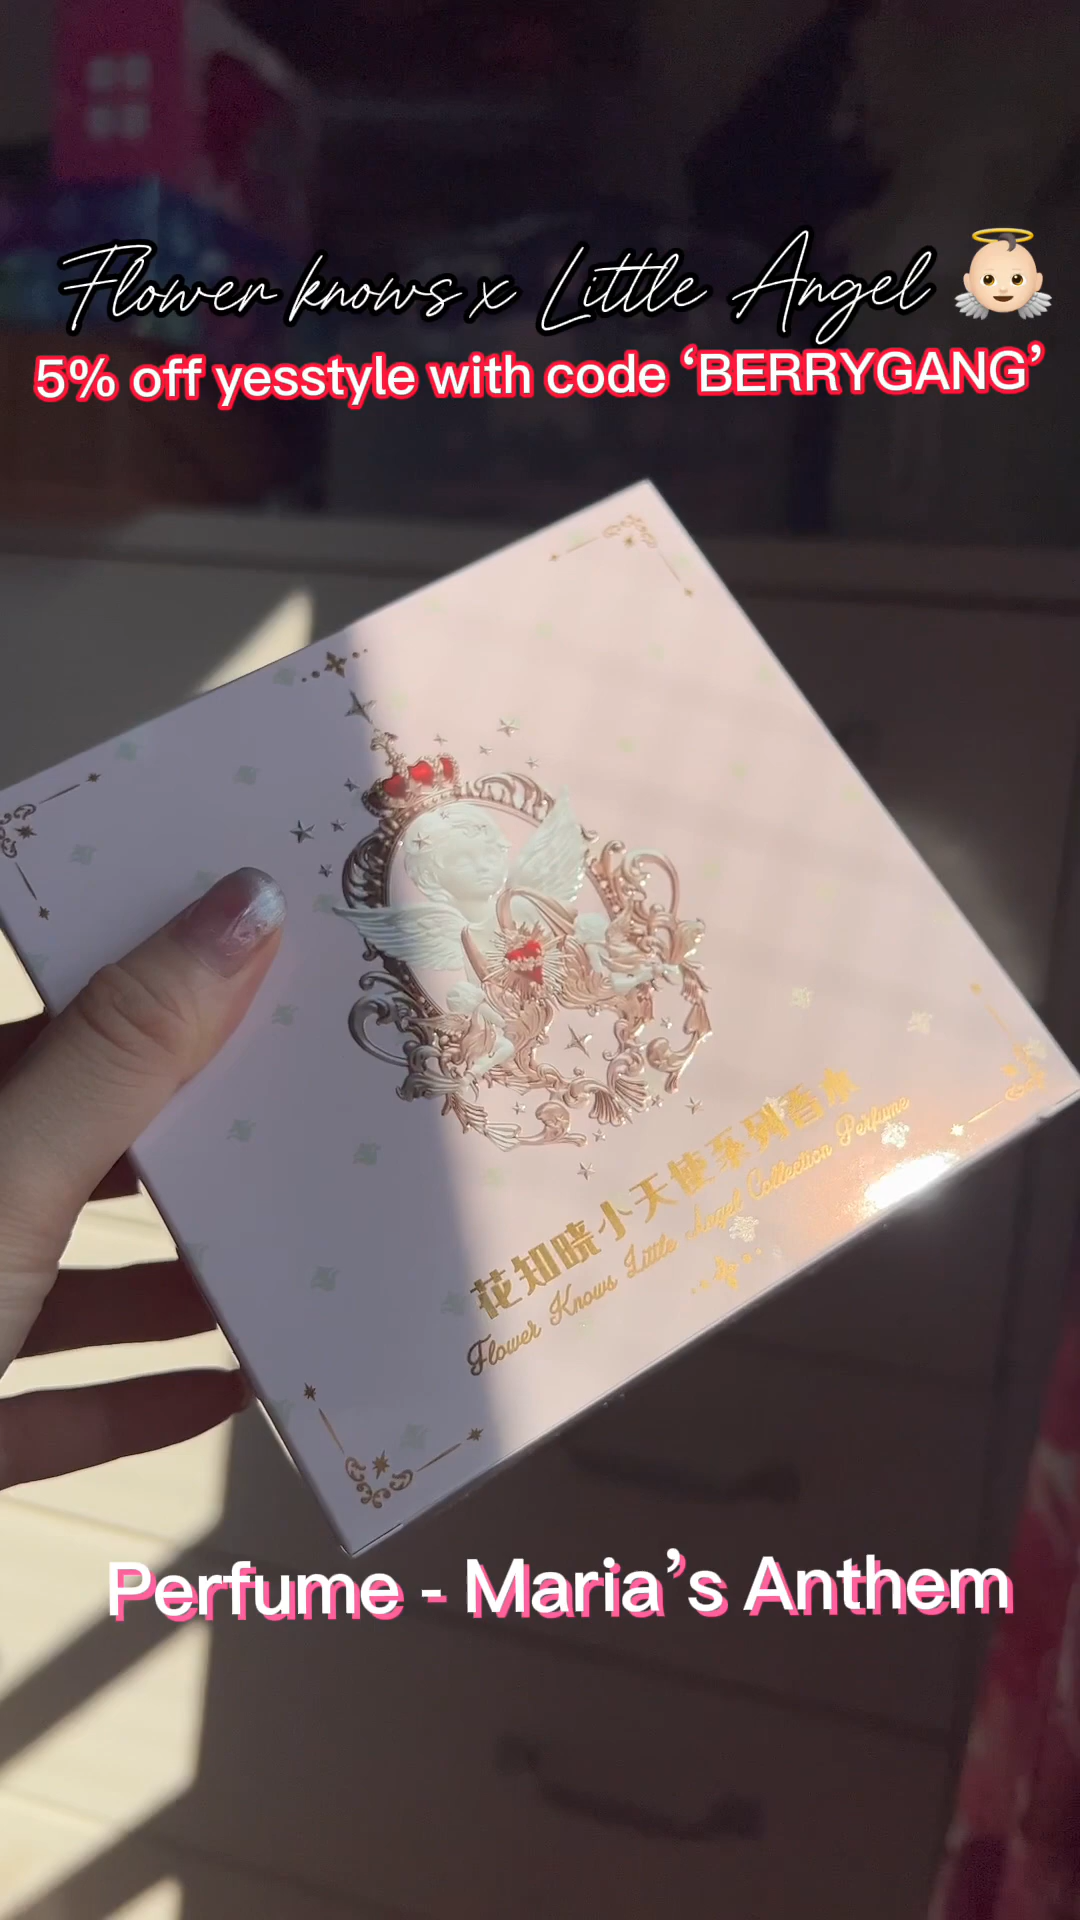 Flower knows x Little Angel 👼🏻
5% off yesstyle with code ‘BERRYGANG’
花知晓小天使系列香水
Flower Knows Little Angel Collection Perfume
Perfume - Maria’s Anthem